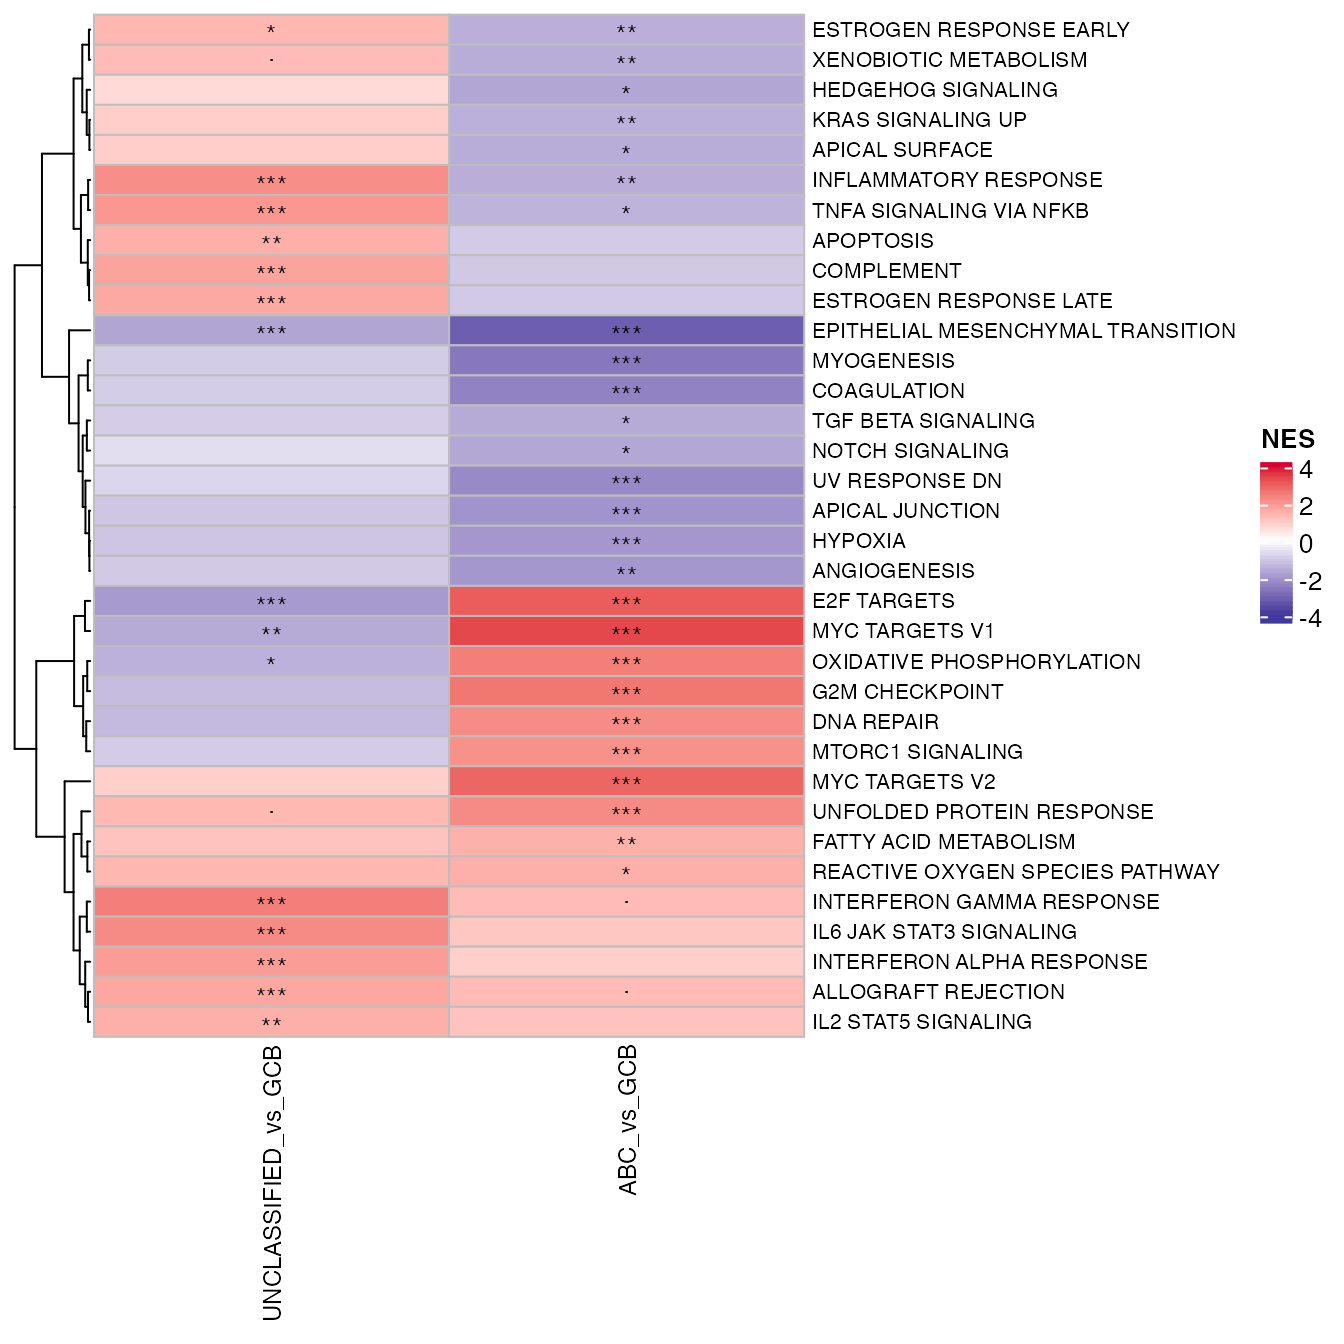 * ** ESTROGEN RESPONSE EARLY
. ** XENOBIOTIC METABOLISM
* HEDGEHOG SIGNALING
** KRAS SIGNALING UP
* APICAL SURFACE
*** ** INFLAMMATORY RESPONSE
*** * TNFA SIGNALING VIA NFKB
** APOPTOSIS
*** COMPLEMENT
*** ESTROGEN RESPONSE LATE
*** *** EPITHELIAL MESENCHYMAL TRANSITION
*** MYOGENESIS
*** COAGULATION
* TGF BETA SIGNALING
* NOTCH SIGNALING
*** UV RESPONSE DN
*** APICAL JUNCTION
*** HYPOXIA
** ANGIOGENESIS
*** *** E2F TARGETS
** *** MYC TARGETS V1
* *** OXIDATIVE PHOSPHORYLATION
*** G2M CHECKPOINT
*** DNA REPAIR
*** MTORC1 SIGNALING
*** MYC TARGETS V2
. *** UNFOLDED PROTEIN RESPONSE
** FATTY ACID METABOLISM
* REACTIVE OXYGEN SPECIES PATHWAY
*** . INTERFERON GAMMA RESPONSE
*** IL6 JAK STAT3 SIGNALING
*** INTERFERON ALPHA RESPONSE
*** . ALLOGRAFT REJECTION
** IL2 STAT5 SIGNALING
UNCLASSIFIED_vs_GCB
ABC_vs_GCB
NES
4
2
0
-2
-4